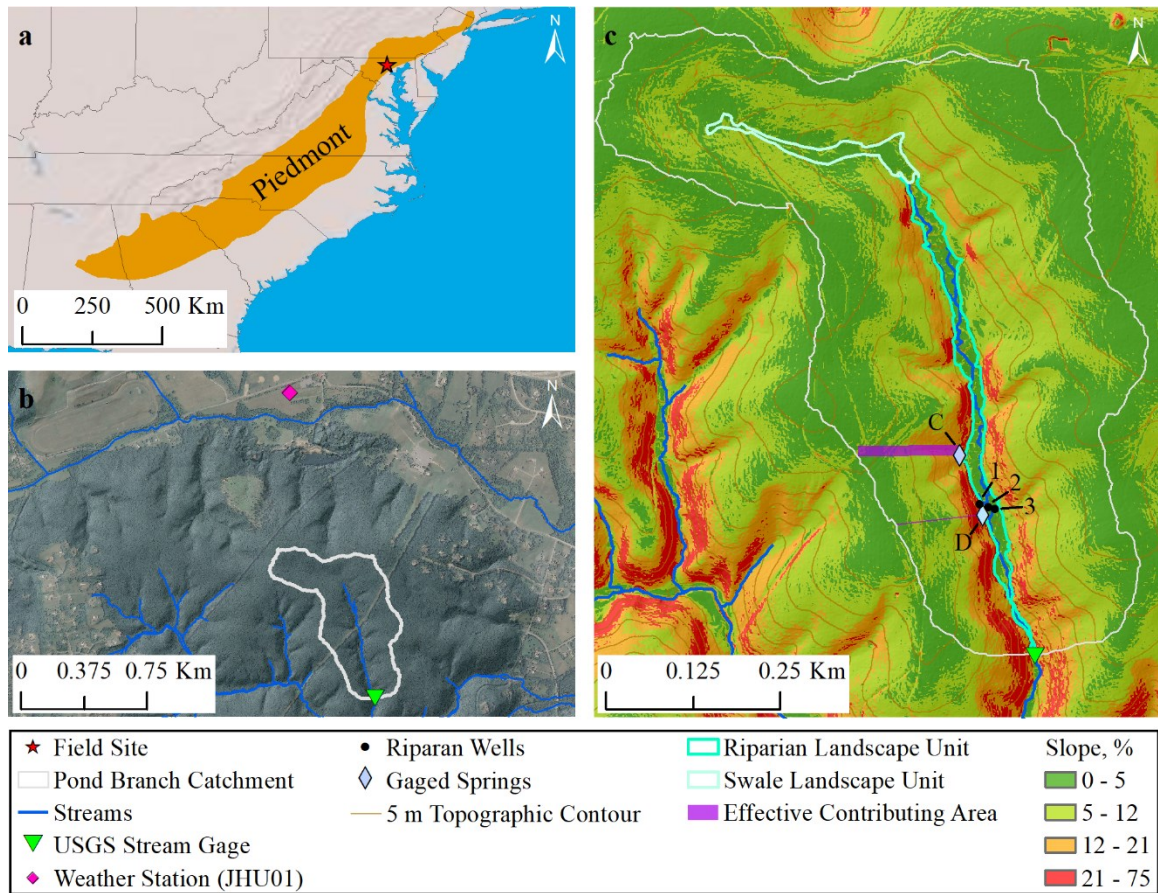 a
N
Piedmont
0 250 500 Km
b
N
0 0.375 0.75 Km
c
N
C
1
2
3
D
0 0.125 0.25 Km
Field Site
Pond Branch Catchment
Streams
USGS Stream Gage
Weather Station (JHU01)
Riparan Wells
Gaged Springs
5 m Topographic Contour
Riparian Landscape Unit
Swale Landscape Unit
Effective Contributing Area
Slope, %
0 - 5
5 - 12
12 - 21
21 - 75